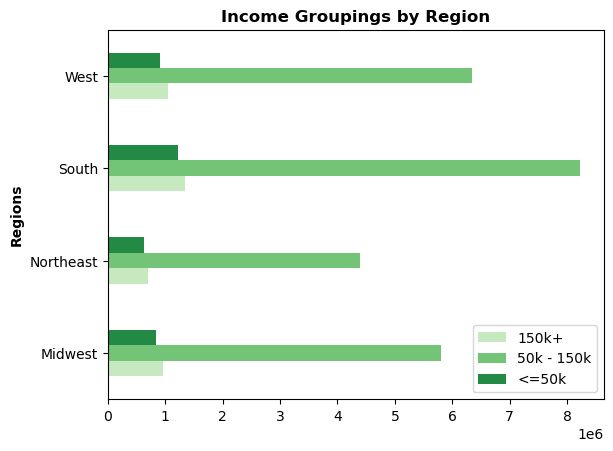 Income Groupings by Region
Regions
West
South
Northeast
Midwest
150k+
50k - 150k
<=50k
0 1 2 3 4 5 6 7 8
1e6